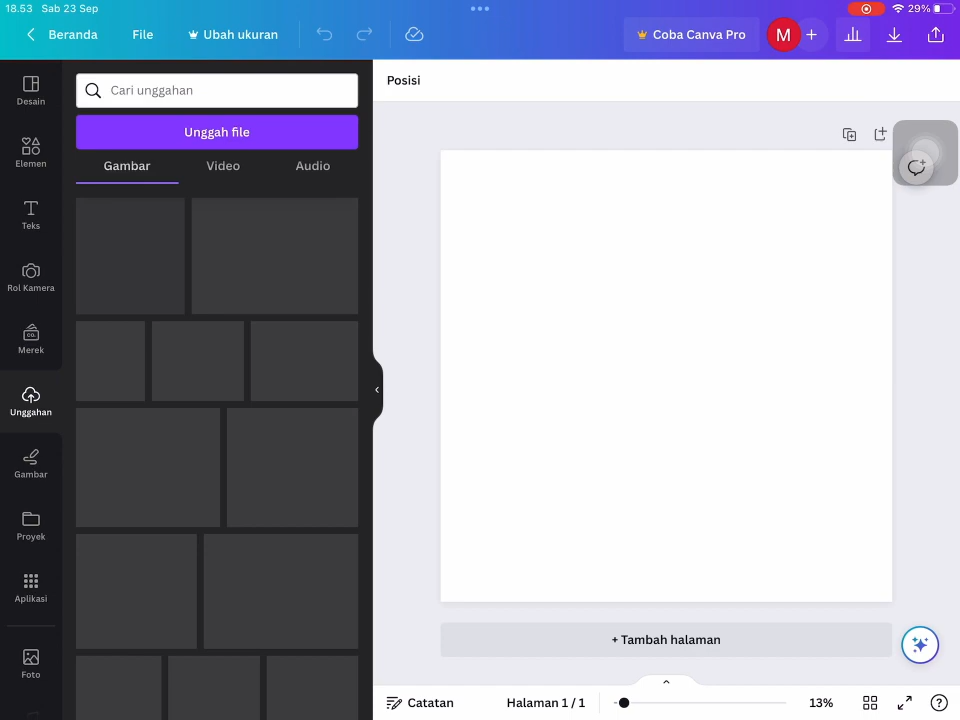 18.53 Sab 23 Sep
29%
Beranda
File
Ubah ukuran
Coba Canva Pro
M
+
Desain
Elemen
Teks
Rol Kamera
CO.
Merek
Unggahan
Gambar
Proyek
Aplikasi
Foto
Cari unggahan
Unggah file
Gambar Video Audio
Posisi
+ Tambah halaman
Catatan
Halaman 1 / 1
13%
?